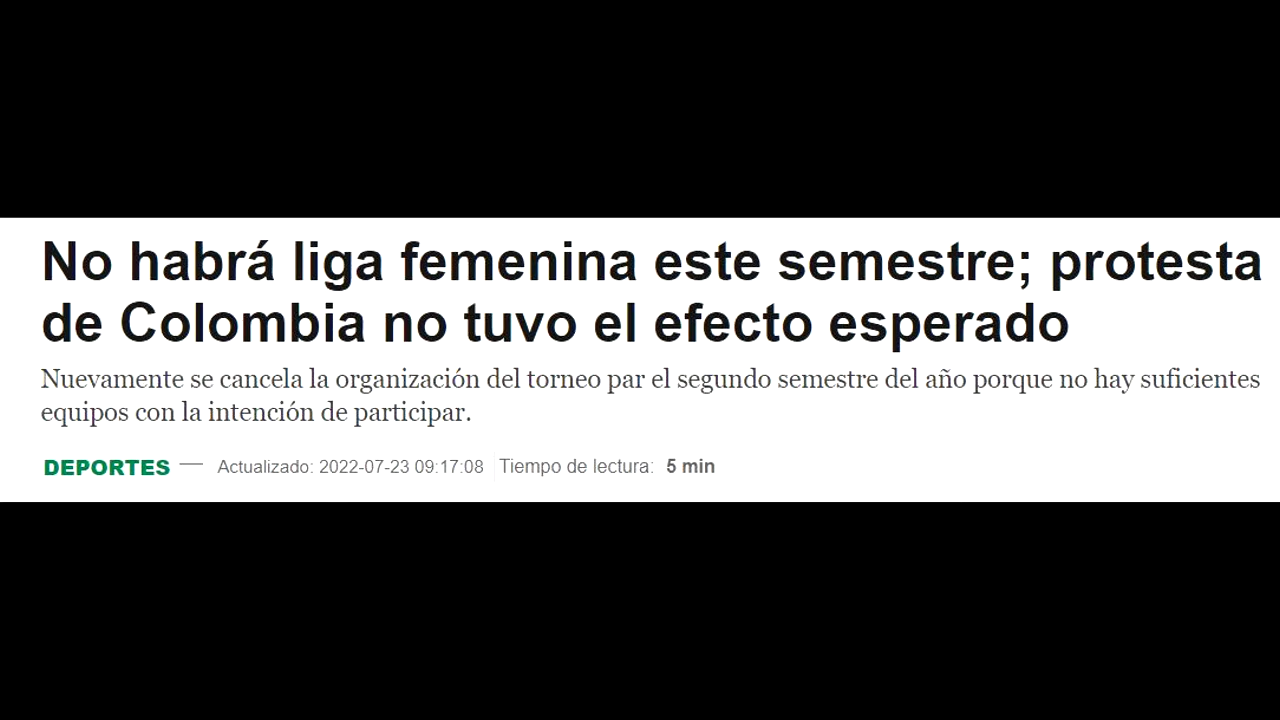 No habrá liga femenina este semestre; protesta
de Colombia no tuvo el efecto esperado
Nuevamente se cancela la organización del torneo par el segundo semestre del año porque no hay suficientes
equipos con la intención de participar.
DEPORTES — Actualizado: 2022-07-23 09:17:08 Tiempo de lectura: 5 min